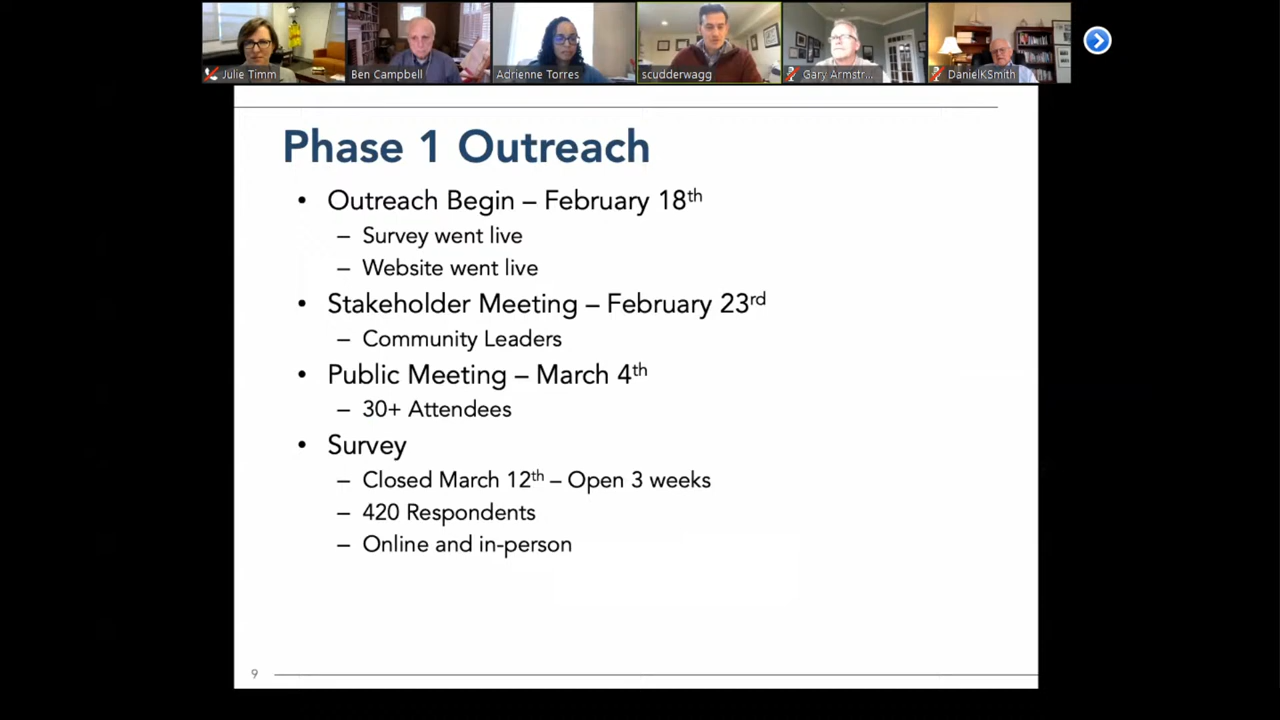 Julie Timm
Ben Campbell
Adrienne Torres
scudderwagg
Gary Armstr...
DanielKSmith
Phase 1 Outreach
• Outreach Begin – February 18th
– Survey went live
– Website went live
• Stakeholder Meeting – February 23rd
– Community Leaders
• Public Meeting – March 4th
– 30+ Attendees
• Survey
– Closed March 12th – Open 3 weeks
– 420 Respondents
– Online and in-person
9